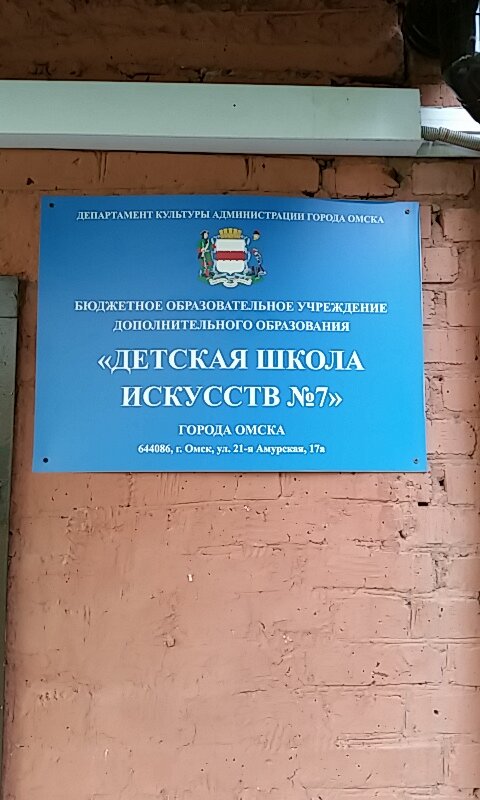 ДЕПАРТАМЕНТ КУЛЬТУРЫ АДМИНИСТРАЦИИ ГОРОДА ОМСКА
БЮДЖЕТНОЕ ОБРАЗОВАТЕЛЬНОЕ УЧРЕЖДЕНИЕ
ДОПОЛНИТЕЛЬНОГО ОБРАЗОВАНИЯ
«ДЕТСКАЯ ШКОЛА
ИСКУССТВ №7»
ГОРОДА ОМСКА
644086, г. Омск, ул. 21-я Амурская, 17а